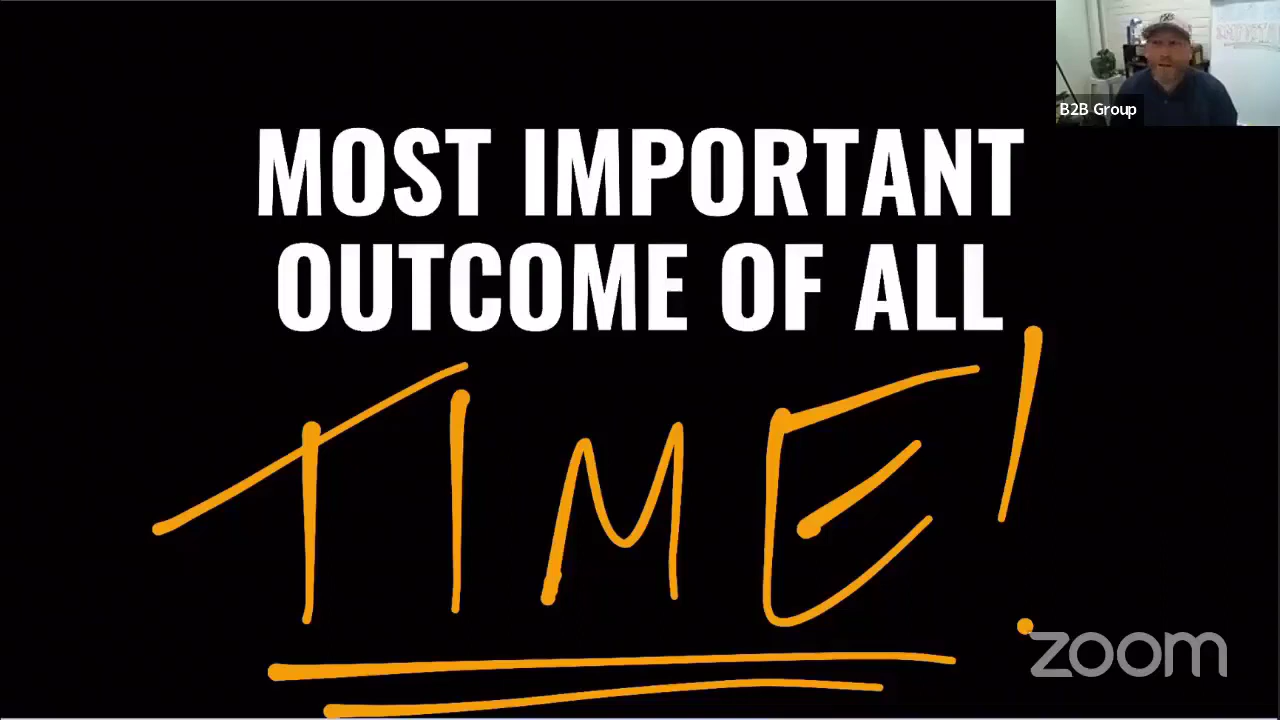 B2B Group
MOST IMPORTANT
OUTCOME OF ALL
TIME!
zoom